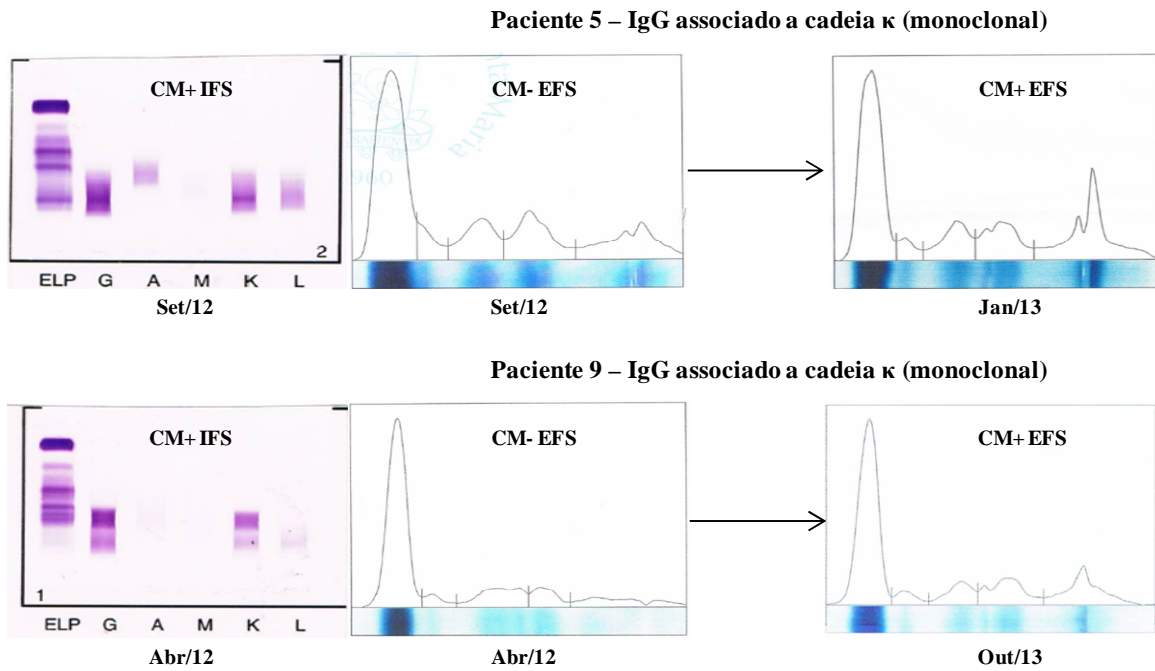 Paciente 5 – IgG associado a cadeia κ (monoclonal)
CM+ IFS
CM- EFS
CM+ EFS
Maria
960
2
ELP G A M K L
Set/12
Set/12
Jan/13
Paciente 9 – IgG associado a cadeia κ (monoclonal)
CM+ IFS
CM- EFS
CM+ EFS
1
ELP G A M K L
Abr/12
Abr/12
Out/13